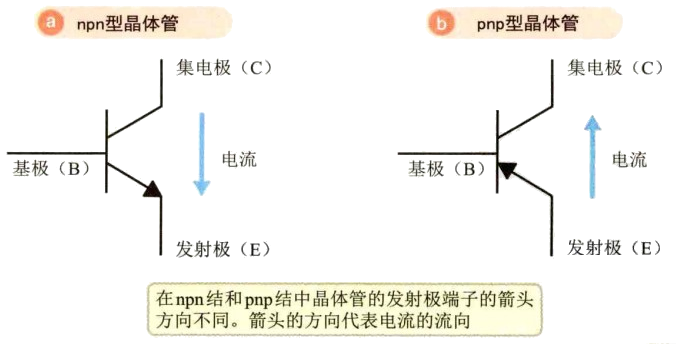 a npn型晶体管
b pnp型晶体管
集电极（C）
集电极（C）
电流
电流
基极（B）
基极（B）
发射极（E）
发射极（E）
在npn结和pnp结中晶体管的发射极端子的箭头
方向不同。箭头的方向代表电流的流向